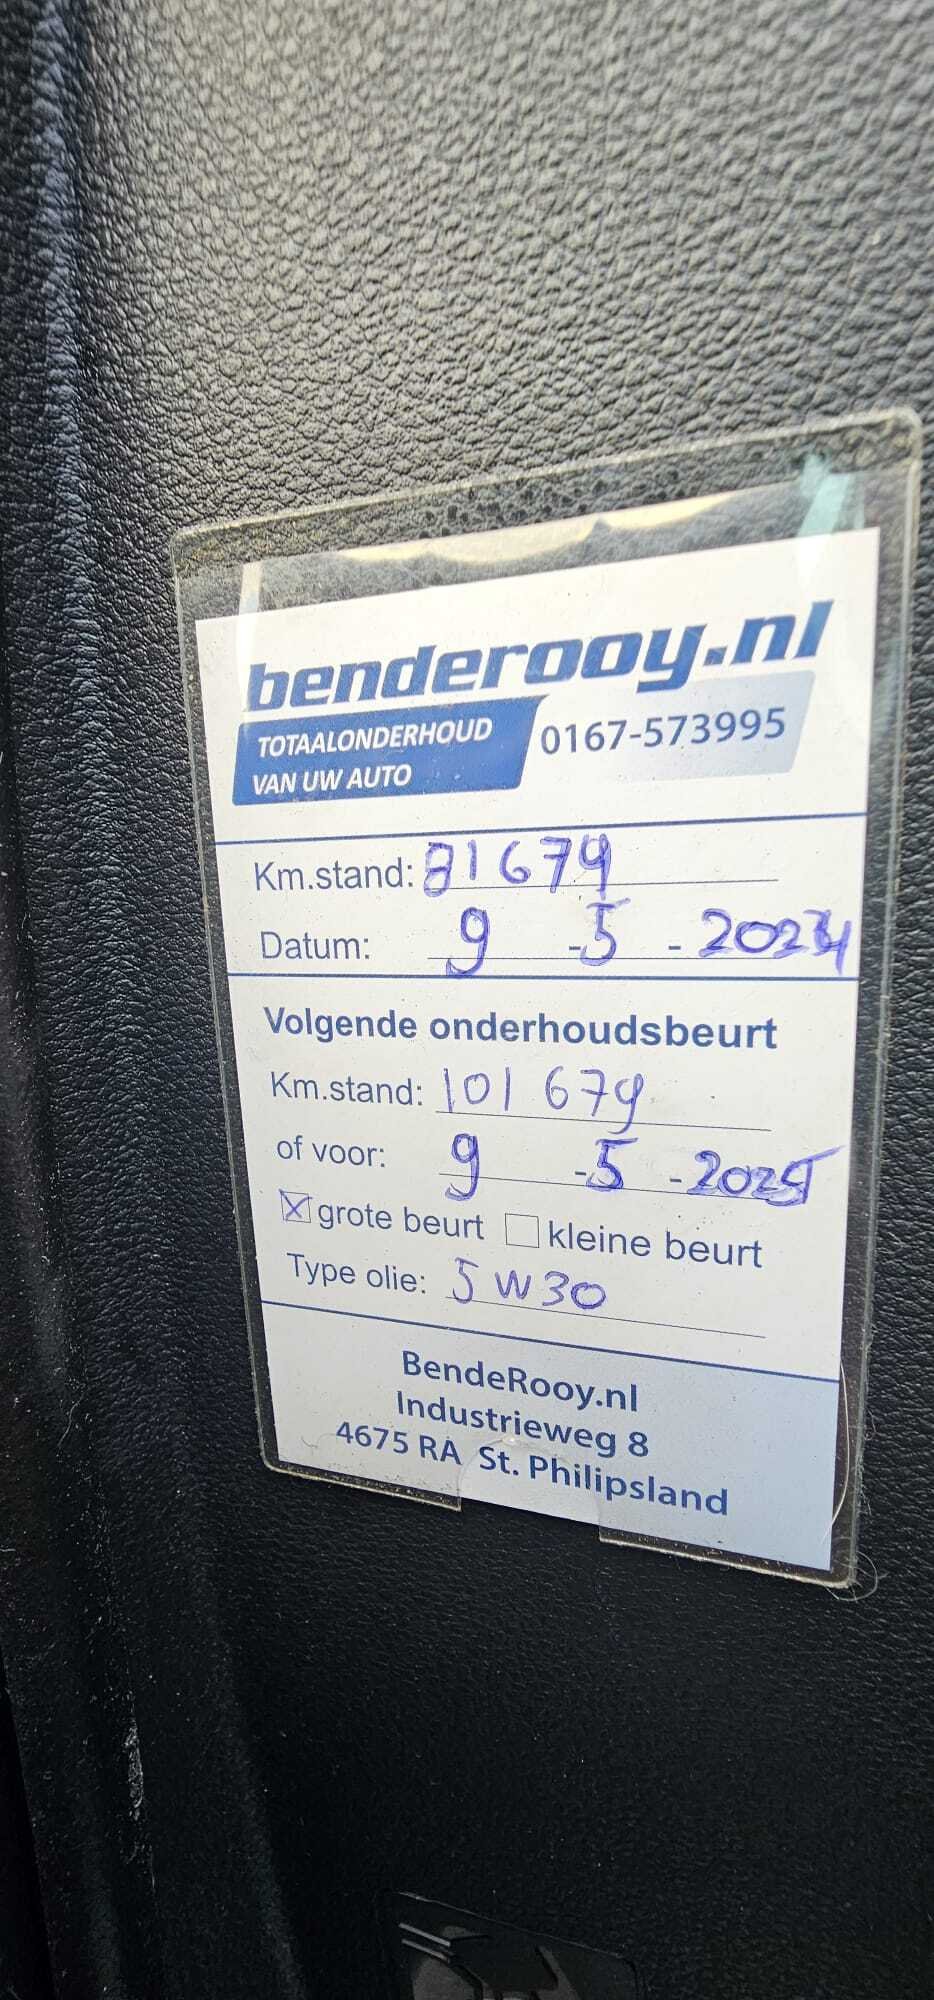 benderooy.nl
TOTAALONDERHOUD
VAN UW AUTO
0167-573995
Km.stand: 81679
Datum: 9 -5 - 2024
Volgende onderhoudsbeurt
Km.stand: 101 679
of voor: 9 -5 -2025
☒ grote beurt ☐ kleine beurt
Type olie: 5W30
BendeRooy.nl
Industrieweg 8
4675 RA St. Philipsland